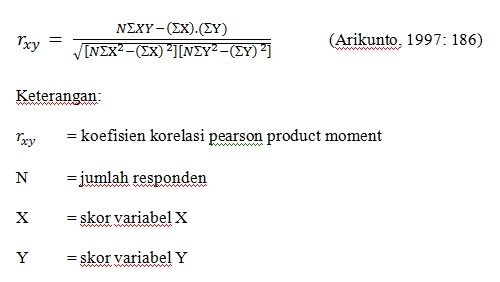 r_xy = NΣXY−(ΣX).(ΣY) / √[NΣX²−(ΣX)²][NΣY²−(ΣY)²] (Arikunto, 1997: 186)
Keterangan:
r_xy = koefisien korelasi pearson product moment
N = jumlah responden
X = skor variabel X
Y = skor variabel Y